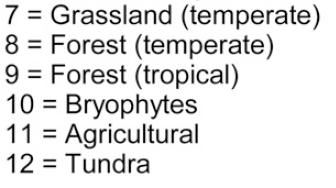 7 = Grassland (temperate)
8 = Forest (temperate)
9 = Forest (tropical)
10 = Bryophytes
11 = Agricultural
12 = Tundra